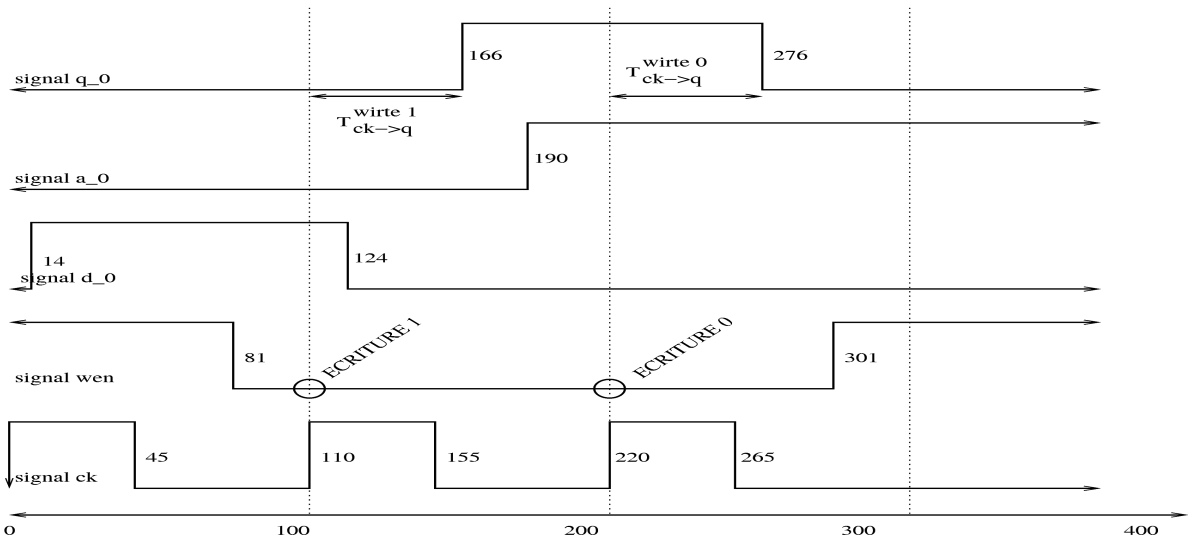 166
276
signal q_0
T wirte 0 ck->q
T wirte 1 ck->q
190
signal a_0
14
124
signal d_0
ECRITURE 1
ECRITURE 0
81
301
signal wen
45
110
155
220
265
signal ck
0
100
200
300
400